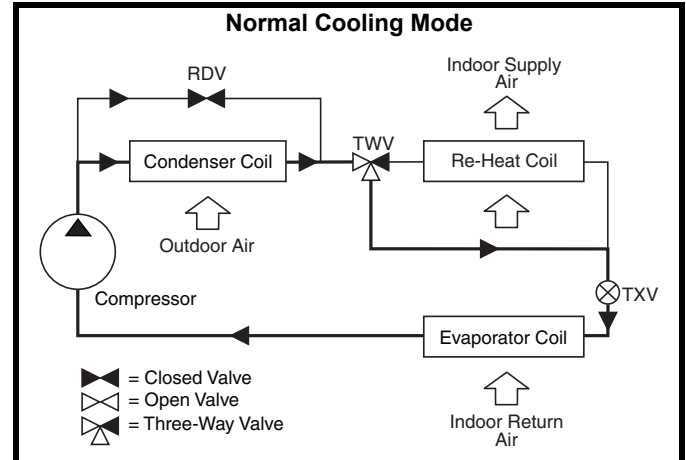 Normal Cooling Mode
RDV
Indoor Supply
Air
TWV
Condenser Coil
Re-Heat Coil
Outdoor Air
Compressor
TXV
Evaporator Coil
= Closed Valve
= Open Valve
= Three-Way Valve
Indoor Return
Air